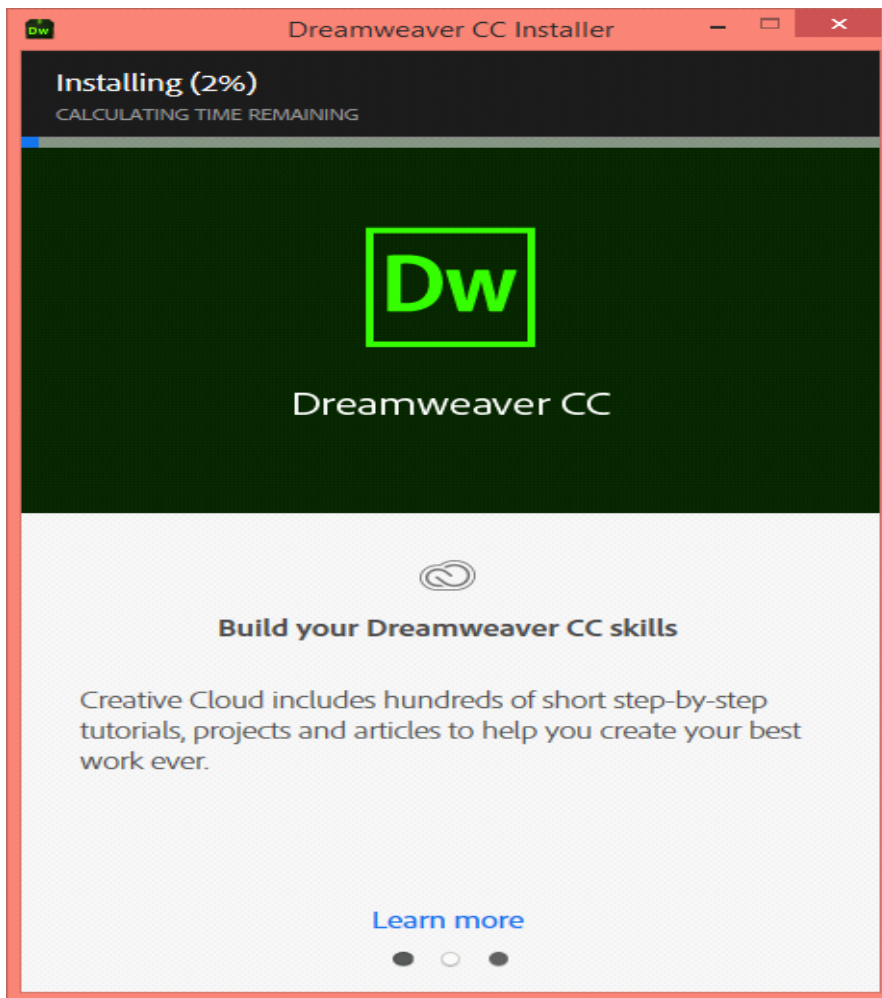 Dw
Dreamweaver CC Installer
Installing (2%)
CALCULATING TIME REMAINING
Dw
Dreamweaver CC
Build your Dreamweaver CC skills
Creative Cloud includes hundreds of short step-by-step
tutorials, projects and articles to help you create your best
work ever.
Learn more